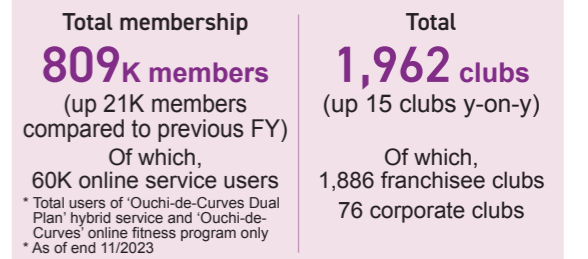 Total membership
809K members
(up 21K members
compared to previous FY)
Of which,
60K online service users
* Total users of ‘Ouchi-de-Curves Dual
Plan’ hybrid service and ‘Ouchi-de-
Curves’ online fitness program only
* As of end 11/2023
Total
1,962 clubs
(up 15 clubs y-on-y)
Of which,
1,886 franchisee clubs
76 corporate clubs